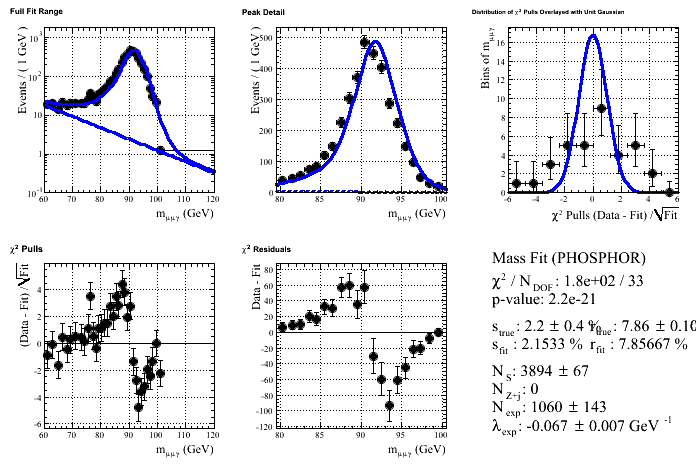 Full Fit Range
Events / ( 1 GeV )
10³
10²
10
1
10⁻¹
60 70 80 90 100 110 120
m_μμγ (GeV)
Peak Detail
Events / ( 1 GeV )
500
400
300
200
100
80 85 90 95 100
m_μμγ (GeV)
Distribution of χ² Pulls Overlayed with Unit Gaussian
Bins of m_μμγ
16
14
12
10
8
6
4
2
0
-6 -4 -2 0 2 4 6
χ² Pulls (Data - Fit) /√Fit
χ² Pulls
(Data - Fit) /√Fit
4
2
0
-2
-4
-6
60 70 80 90 100 110 120
m_μμγ (GeV)
χ² Residuals
Data - Fit
80
60
40
20
0
-20
-40
-60
-80
-100
-120
80 85 90 95 100
m_μμγ (GeV)
Mass Fit (PHOSPHOR)
χ² / N_DOF : 1.8e+02 / 33
p-value: 2.2e-21
s_true: 2.2 ± 0.4 % r_true: 7.86 ± 0.10
s_fit : 2.1533 % r_fit : 7.85667 %
N_S: 3894 ± 67
N_Z+j: 0
N_exp: 1060 ± 143
λ_exp: -0.067 ± 0.007 GeV⁻¹